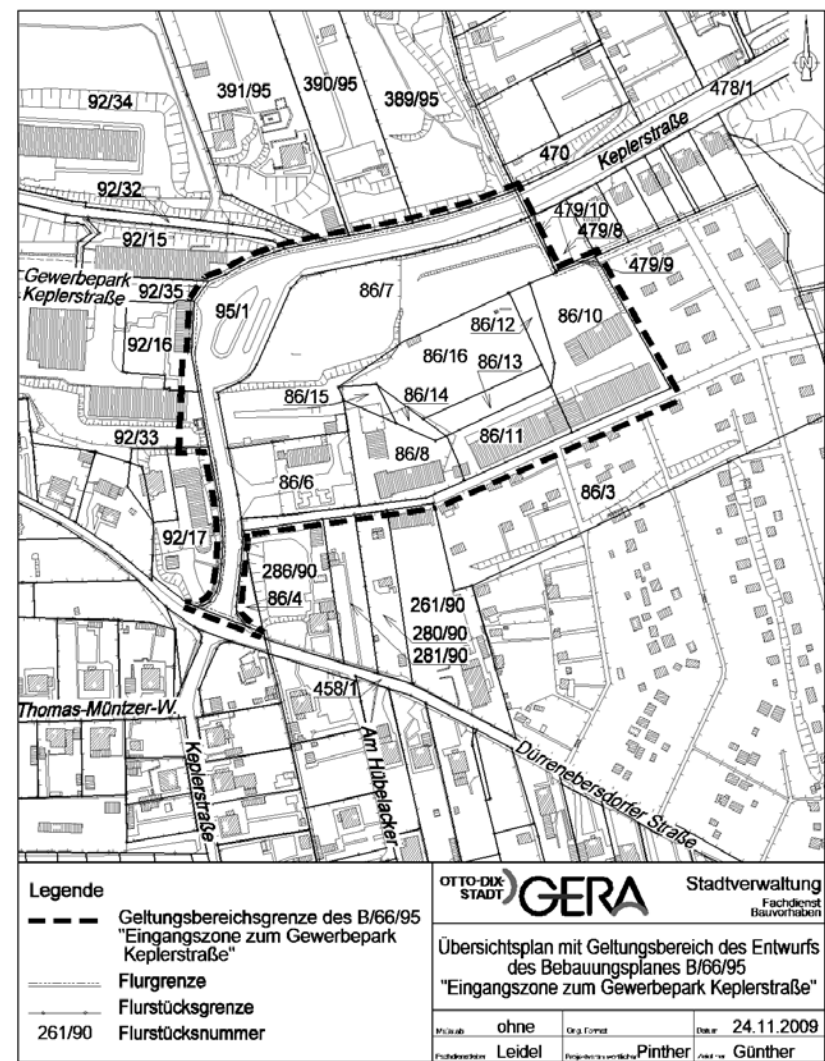 391/95
390/95
389/95
478/1
92/34
470
Keplerstraße
92/32
479/10
479/8
92/15
479/9
Gewerbepark
Keplerstraße
92/35
95/1
86/7
86/12
86/10
92/16
86/16
86/13
86/15
86/14
92/33
86/8
86/11
86/6
86/3
92/17
286/90
86/4
261/90
280/90
281/90
458/1
Thomas-Müntzer-W.
Keplerstraße
Am Hübelacker
Dürrenebersdorfer Straße
Legende
Geltungsbereichsgrenze des B/66/95
"Eingangszone zum Gewerbepark
Keplerstraße"
Flurgrenze
Flurstücksgrenze
261/90 Flurstücksnummer
OTTO-DIX-
STADT
GERA
Stadtverwaltung
Fachdienst
Bauvorhaben
Übersichtsplan mit Geltungsbereich des Entwurfs
des Bebauungsplanes B/66/95
"Eingangszone zum Gewerbepark Keplerstraße"
ohne
Datum 24.11.2009
Leidel
Pinther
Günther